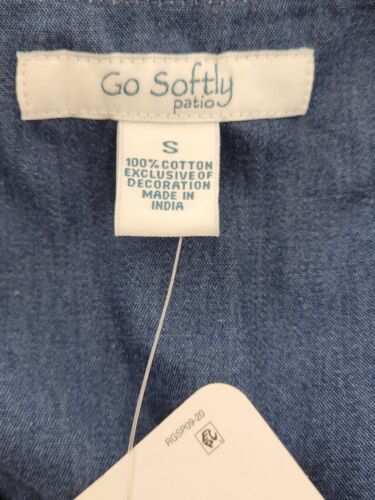 Go Softly
patio
S
100% COTTON
EXCLUSIVE OF
DECORATION
MADE IN
INDIA
RGSP09-20